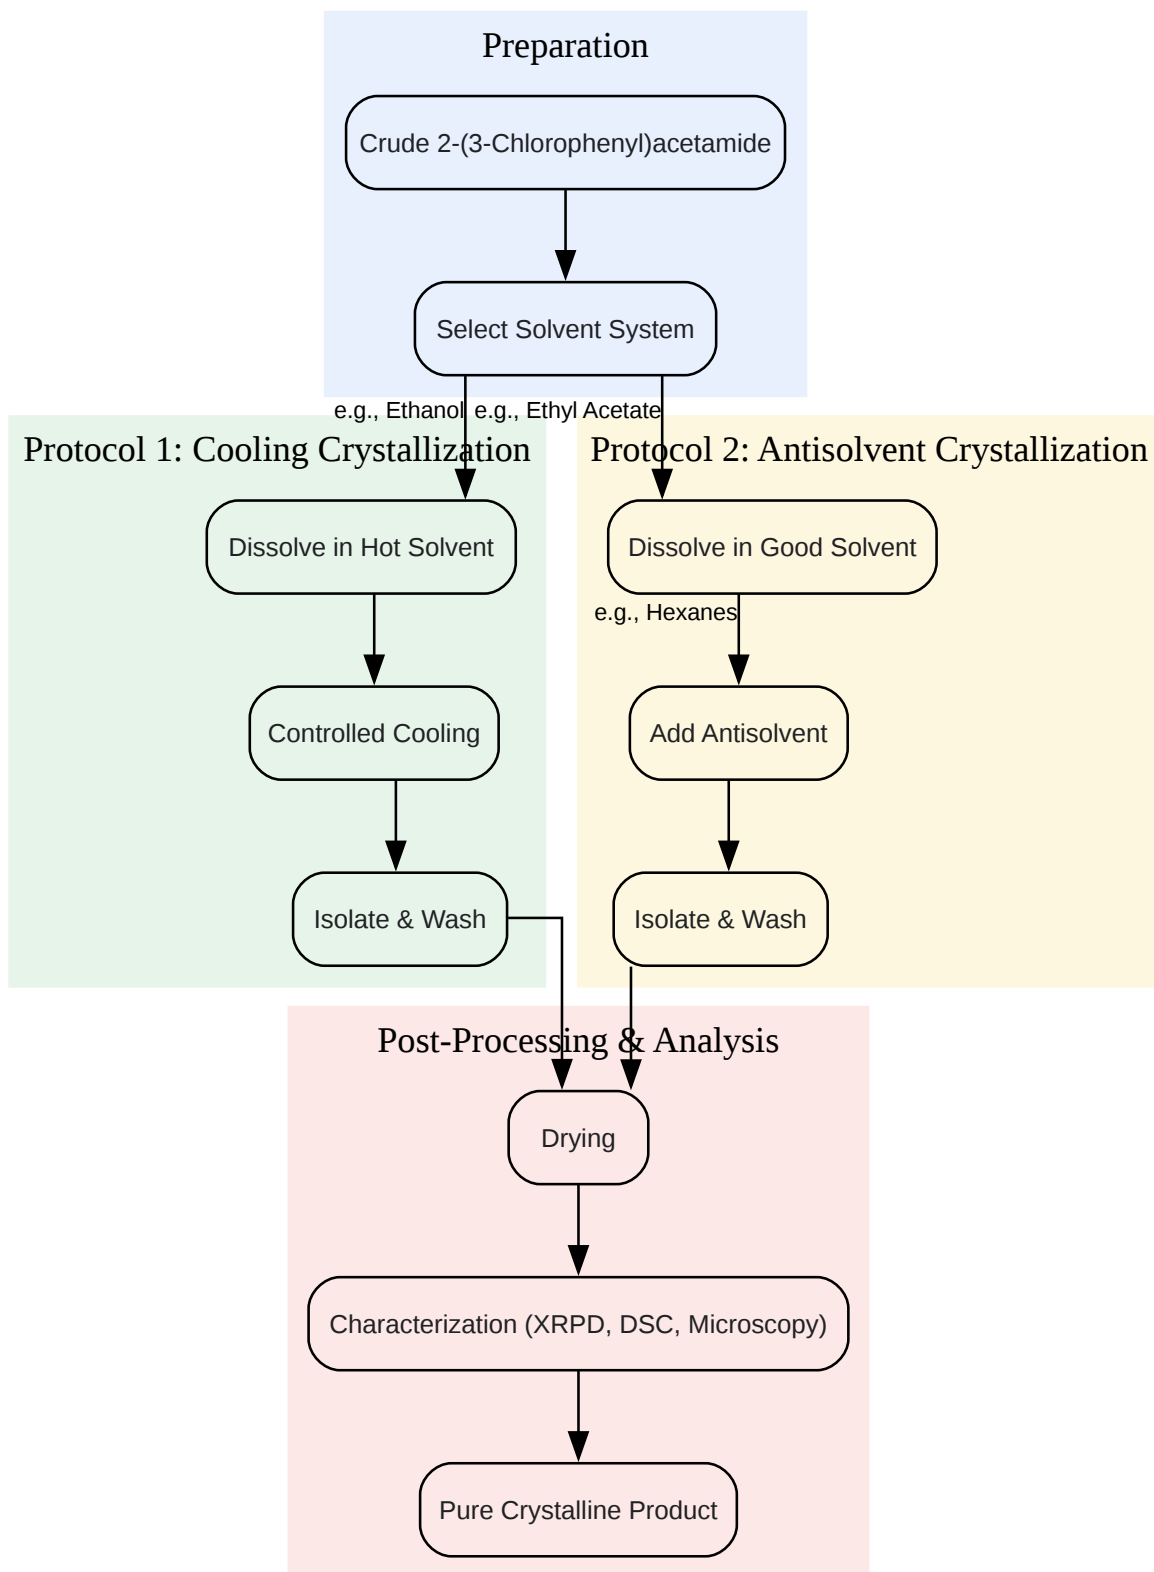 Preparation
Crude 2-(3-Chlorophenyl)acetamide
Select Solvent System
e.g., Ethanol
e.g., Ethyl Acetate
Protocol 1: Cooling Crystallization
Dissolve in Hot Solvent
Controlled Cooling
Isolate & Wash
Protocol 2: Antisolvent Crystallization
Dissolve in Good Solvent
e.g., Hexanes
Add Antisolvent
Isolate & Wash
Post-Processing & Analysis
Drying
Characterization (XRPD, DSC, Microscopy)
Pure Crystalline Product